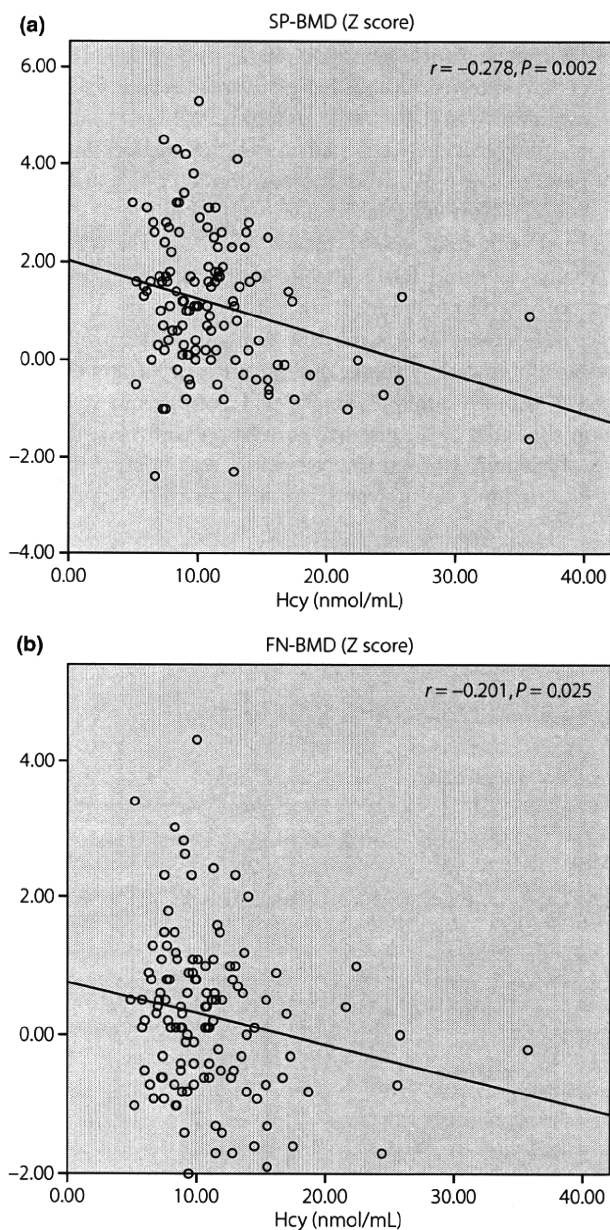 (a)
SP-BMD (Z score)
r = −0.278, P = 0.002
6.00
4.00
2.00
0.00
−2.00
−4.00
0.00 10.00 20.00 30.00 40.00
Hcy (nmol/mL)
(b)
FN-BMD (Z score)
r = −0.201, P = 0.025
4.00
2.00
0.00
−2.00
0.00 10.00 20.00 30.00 40.00
Hcy (nmol/mL)